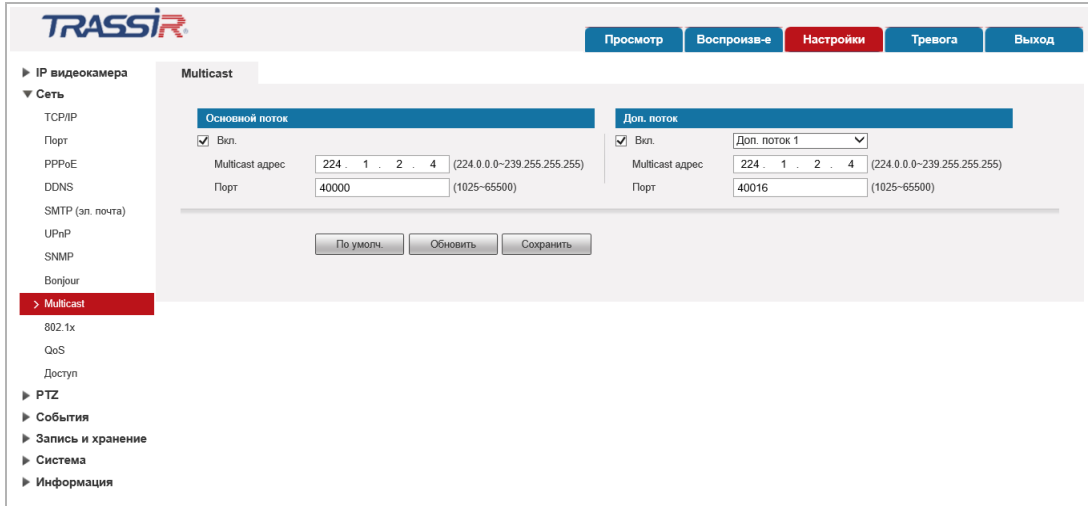 TRASSIR
Просмотр Воспроизв-е Настройки Тревога Выход
IP видеокамера
Сеть
TCP/IP
Порт
PPPoE
DDNS
SMTP (эл. почта)
UPnP
SNMP
Bonjour
Multicast
802.1x
QoS
Доступ
PTZ
События
Запись и хранение
Система
Информация
Multicast
Основной поток
Вкл.
Multicast адрес 224 . 1 . 2 . 4 (224.0.0.0~239.255.255.255)
Порт 40000 (1025~65500)
Доп. поток
Вкл. Доп. поток 1
Multicast адрес 224 . 1 . 2 . 4 (224.0.0.0~239.255.255.255)
Порт 40016 (1025~65500)
По умолч. Обновить Сохранить